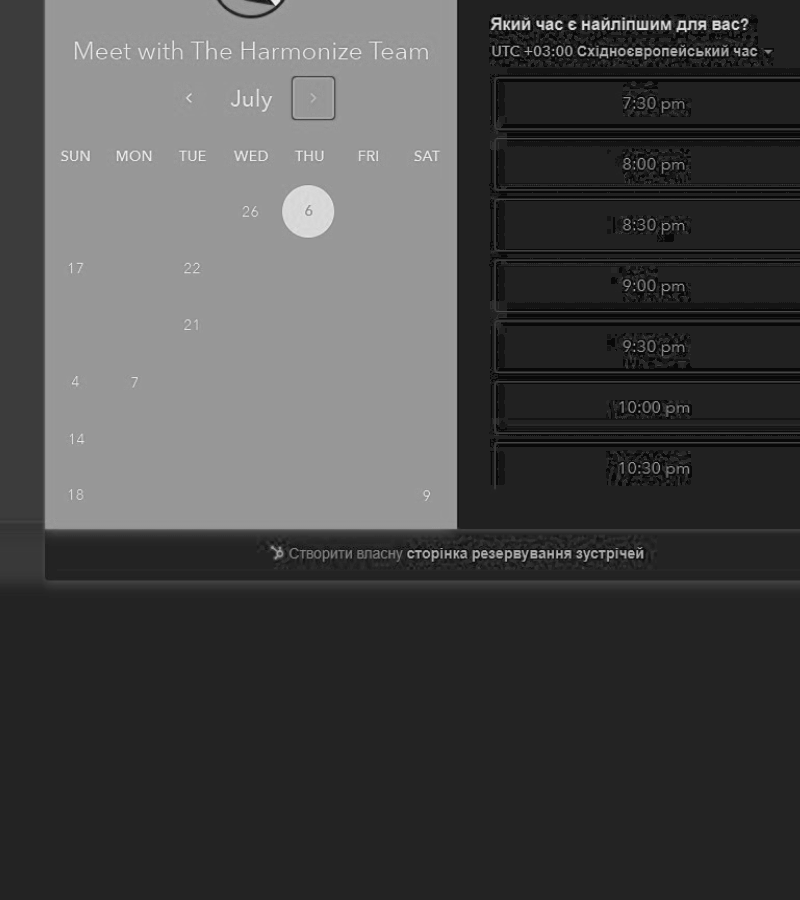 Meet with The Harmonize Team
July
SUN MON TUE WED THU FRI SAT
26 6
17 22
21
4 7
14
18 9
Який час є найліпшим для вас?
UTC +03:00 Східноєвропейський час
7:30 pm
8:00 pm
8:30 pm
9:00 pm
9:30 pm
10:00 pm
10:30 pm
Створити власну сторінка резервування зустрічей